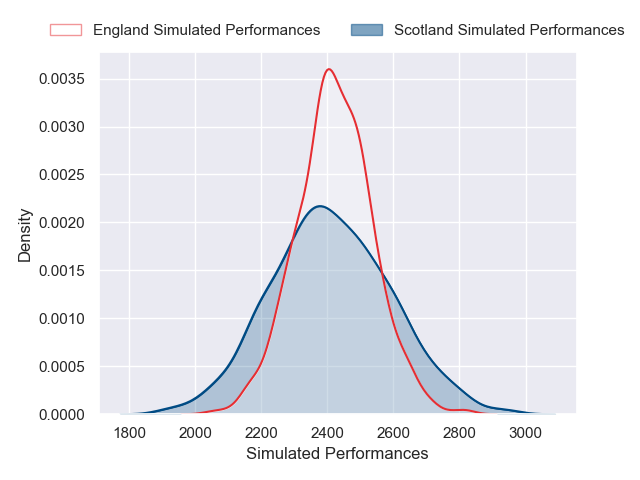 England Simulated Performances
Scotland Simulated Performances
0.0035
0.0030
0.0025
0.0020
0.0015
0.0010
0.0005
0.0000
Density
1800 2000 2200 2400 2600 2800 3000
Simulated Performances